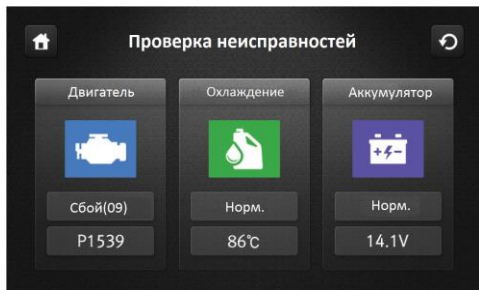 Проверка неисправностей
Двигатель
Охлаждение
Аккумулятор
Сбой(09)
Норм.
Норм.
P1539
86℃
14.1V